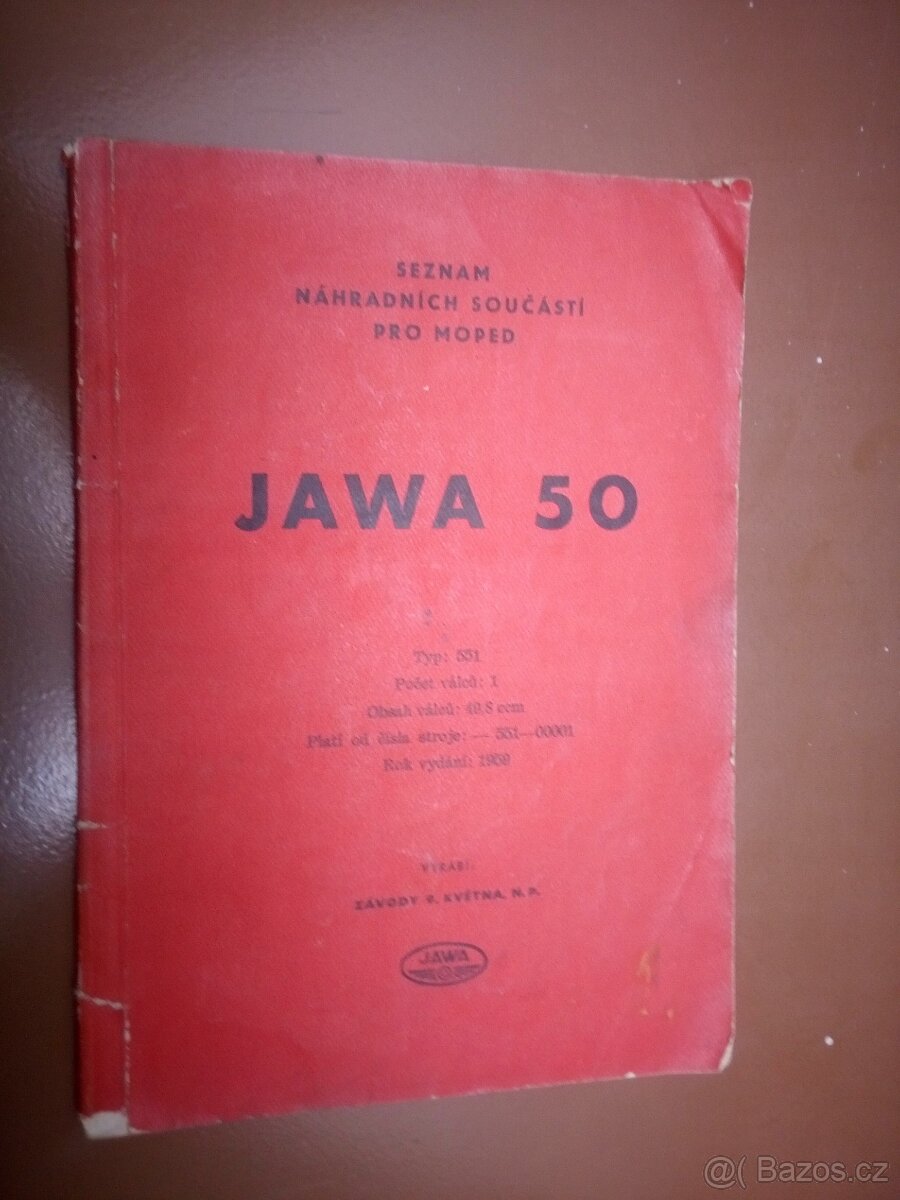 SEZNAM
NÁHRADNÍCH SOUČÁSTÍ
PRO MOPED
JAWA 50
Typ: 551
Počet válců: 1
Obsah válců: 49,8 ccm
Platí od čísla stroje: — 551—00001
Rok vydání: 1959
VYRÁBÍ:
ZÁVODY 9. KVĚTNA, N. P.
JAWA
@( Bazos.cz